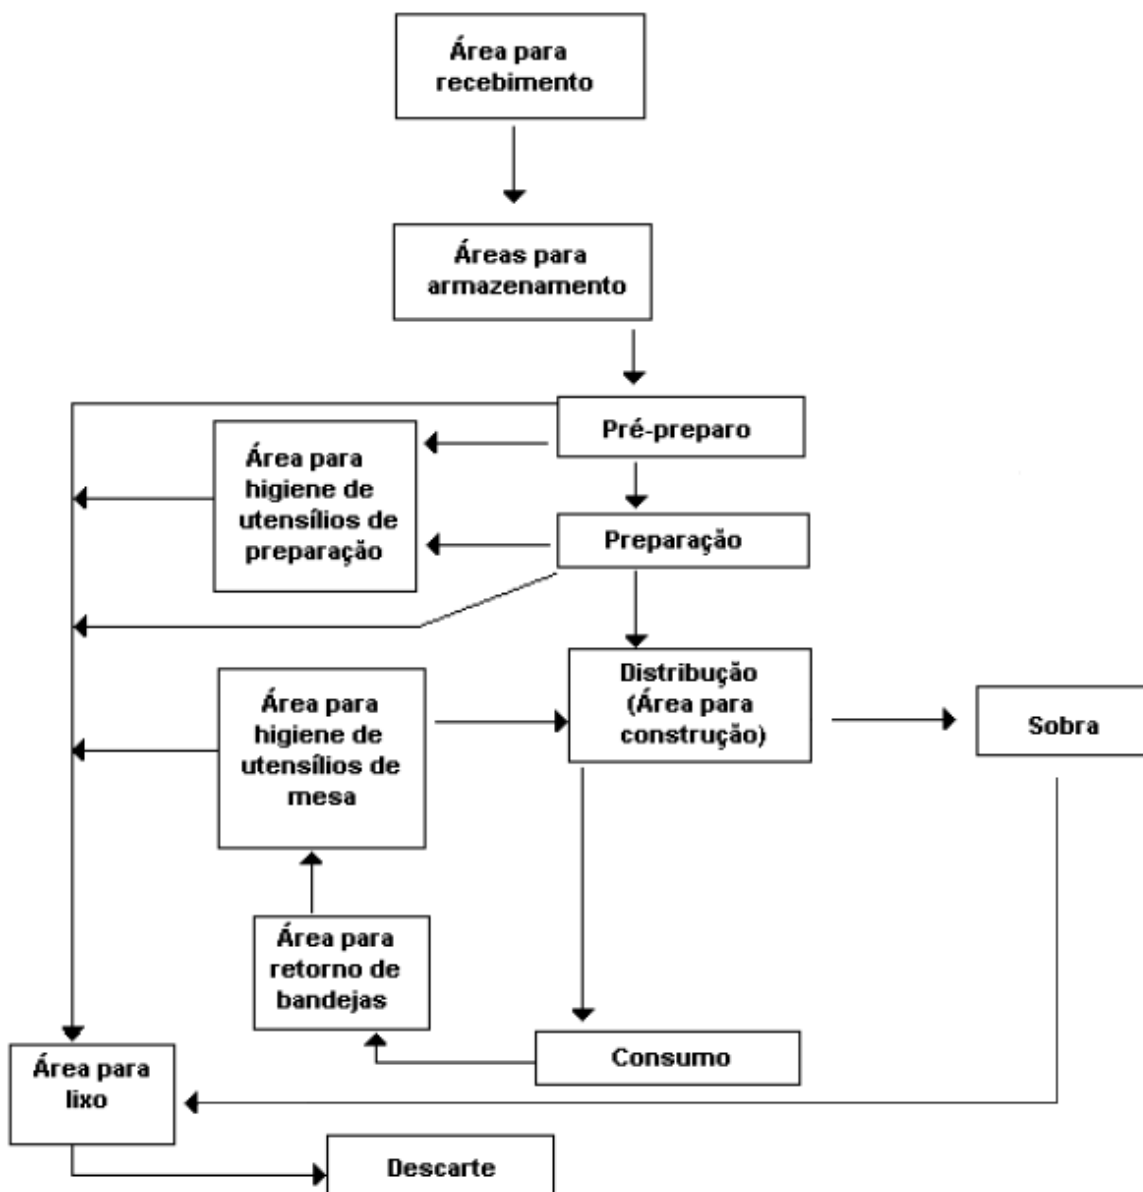 Área para
recebimento
Áreas para
armazenamento
Pré-preparo
Área para
higiene de
utensílios de
preparação
Preparação
Distribução
(Área para
construção)
Sobra
Área para
higiene de
utensílios de
mesa
Área para
retorno de
bandejas
Consumo
Área para
lixo
Descarte